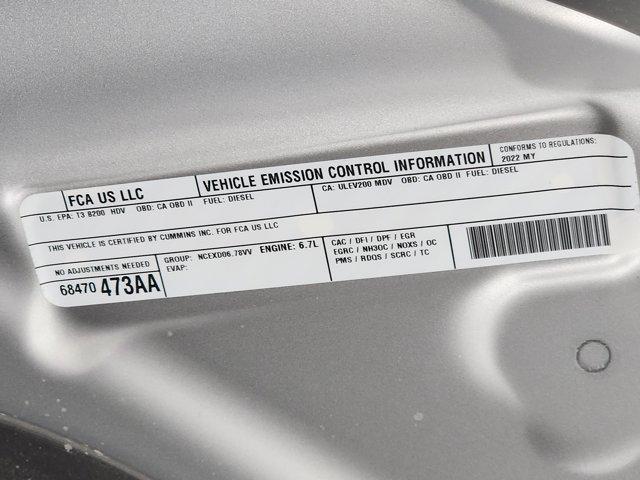 FCA US LLC
VEHICLE EMISSION CONTROL INFORMATION
CONFORMS TO REGULATIONS:
2022 MY
U.S. EPA: T3 B200 HDV OBD: CA OBD II FUEL: DIESEL
CA: ULEV200 MDV OBD: CA OBD II FUEL: DIESEL
THIS VEHICLE IS CERTIFIED BY CUMMINS INC. FOR FCA US LLC
NO ADJUSTMENTS NEEDED
68470 473AA
GROUP: NCEXD06.78VV ENGINE: 6.7L
EVAP:
CAC / DFI / DPF / EGR
EGRC / NH3OC / NOXS / OC
PMS / RDQS / SCRC / TC